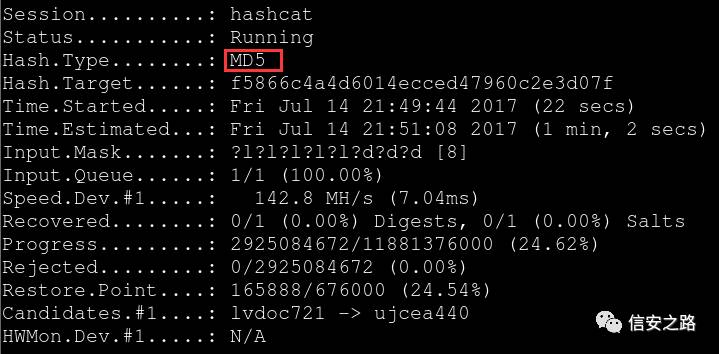 Session..........: hashcat
Status...........: Running
Hash.Type........: MD5
Hash.Target......: f5866c4a4d6014ecced47960c2e3d07f
Time.Started.....: Fri Jul 14 21:49:44 2017 (22 secs)
Time.Estimated...: Fri Jul 14 21:51:08 2017 (1 min, 2 secs)
Input.Mask.......: ?l?l?l?l?l?d?d?d [8]
Input.Queue......: 1/1 (100.00%)
Speed.Dev.#1.....:   142.8 MH/s (7.04ms)
Recovered........: 0/1 (0.00%) Digests, 0/1 (0.00%) Salts
Progress.........: 2925084672/11881376000 (24.62%)
Rejected.........: 0/2925084672 (0.00%)
Restore.Point....: 165888/676000 (24.54%)
Candidates.#1....: lvdoc721 -> ujcea440
HWMon.Dev.#1.....: N/A
信安之路